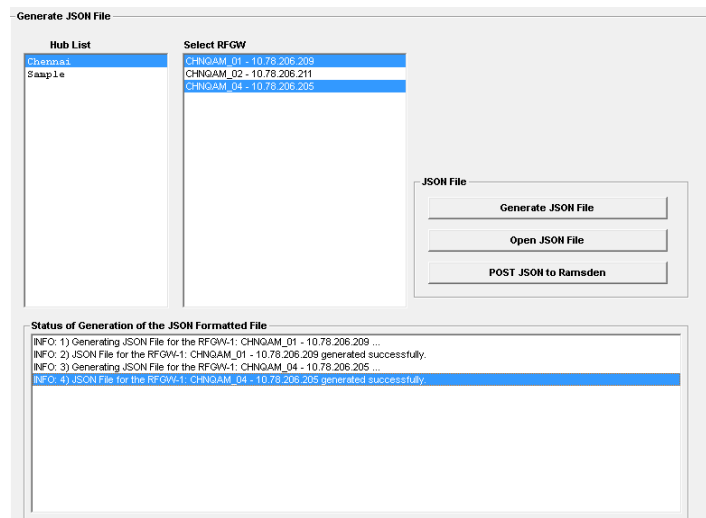 Generate JSON File
Hub List
Chennai
Sample
Select RFGW
CHNQAM_01 - 10.78.206.209
CHNQAM_02 - 10.78.206.211
CHNQAM_04 - 10.78.206.205
JSON File
Generate JSON File
Open JSON File
POST JSON to Ramsden
Status of Generation of the JSON Formatted File
INFO: 1) Generating JSON File for the RFGW-1: CHNQAM_01 - 10.78.206.209 ...
INFO: 2) JSON File for the RFGW-1: CHNQAM_01 - 10.78.206.209 generated successfully.
INFO: 3) Generating JSON File for the RFGW-1: CHNQAM_04 - 10.78.206.205 ...
INFO: 4) JSON File for the RFGW-1: CHNQAM_04 - 10.78.206.205 generated successfully.